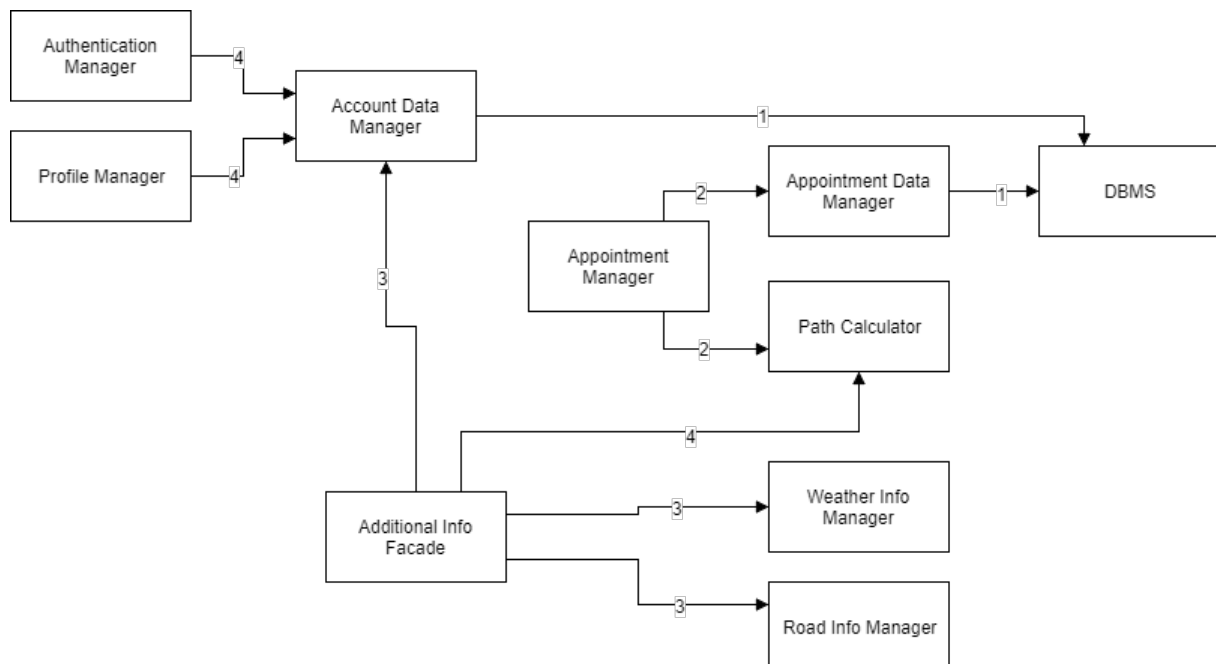 Authentication
Manager
4
Account Data
Manager
1
Profile Manager
4
Appointment Data
Manager
1
DBMS
2
Appointment
Manager
3
2
Path Calculator
4
Weather Info
Manager
3
Additional Info
Facade
3
Road Info Manager